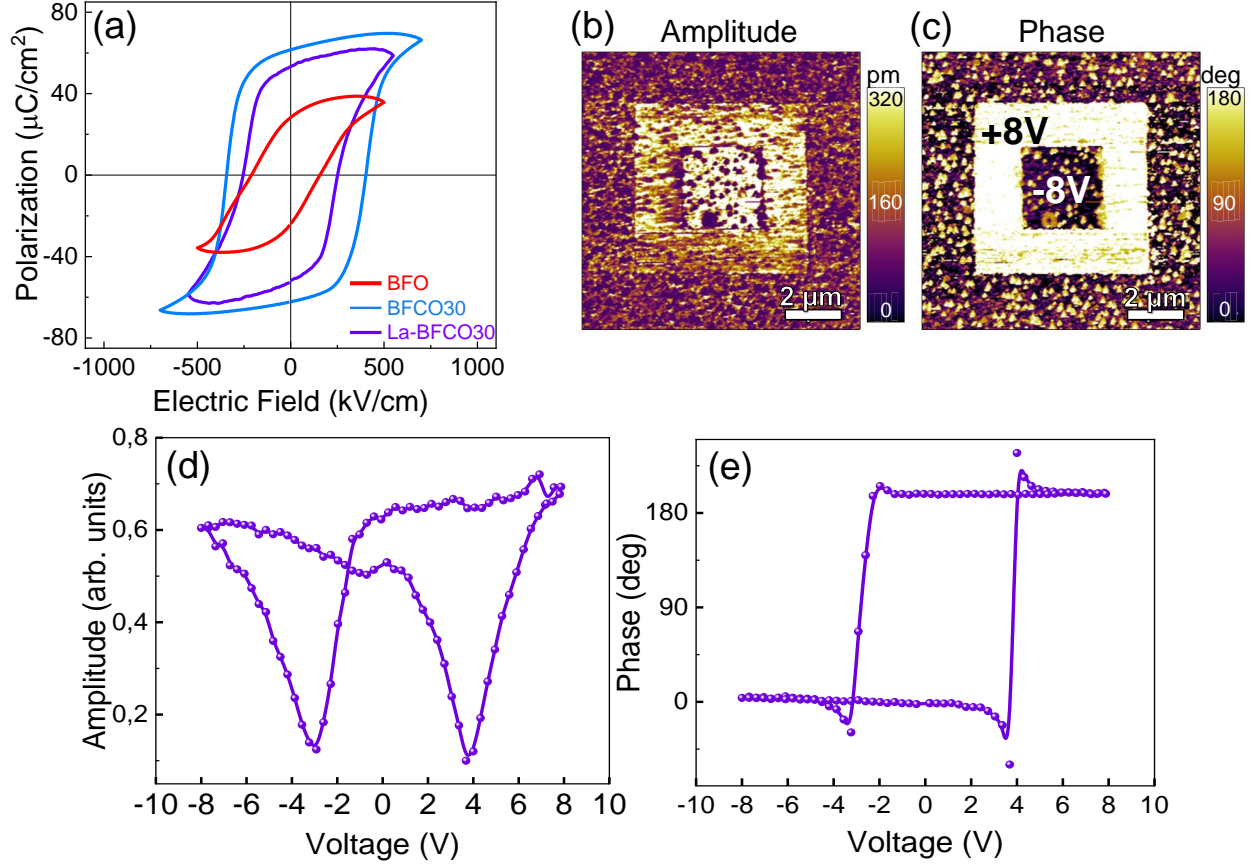 (a)
80
40
0
-40
-80
Polarization (μC/cm²)
BFO
BFCO30
La-BFCO30
-1000 -500 0 500 1000
Electric Field (kV/cm)
(b)
Amplitude
pm
320
160
0
2 μm
(c)
Phase
deg
180
90
0
+8V
-8V
2 μm
(d)
0,8
0,6
0,4
0,2
Amplitude (arb. units)
-10 -8 -6 -4 -2 0 2 4 6 8 10
Voltage (V)
(e)
180
90
0
Phase (deg)
-10 -8 -6 -4 -2 0 2 4 6 8 10
Voltage (V)